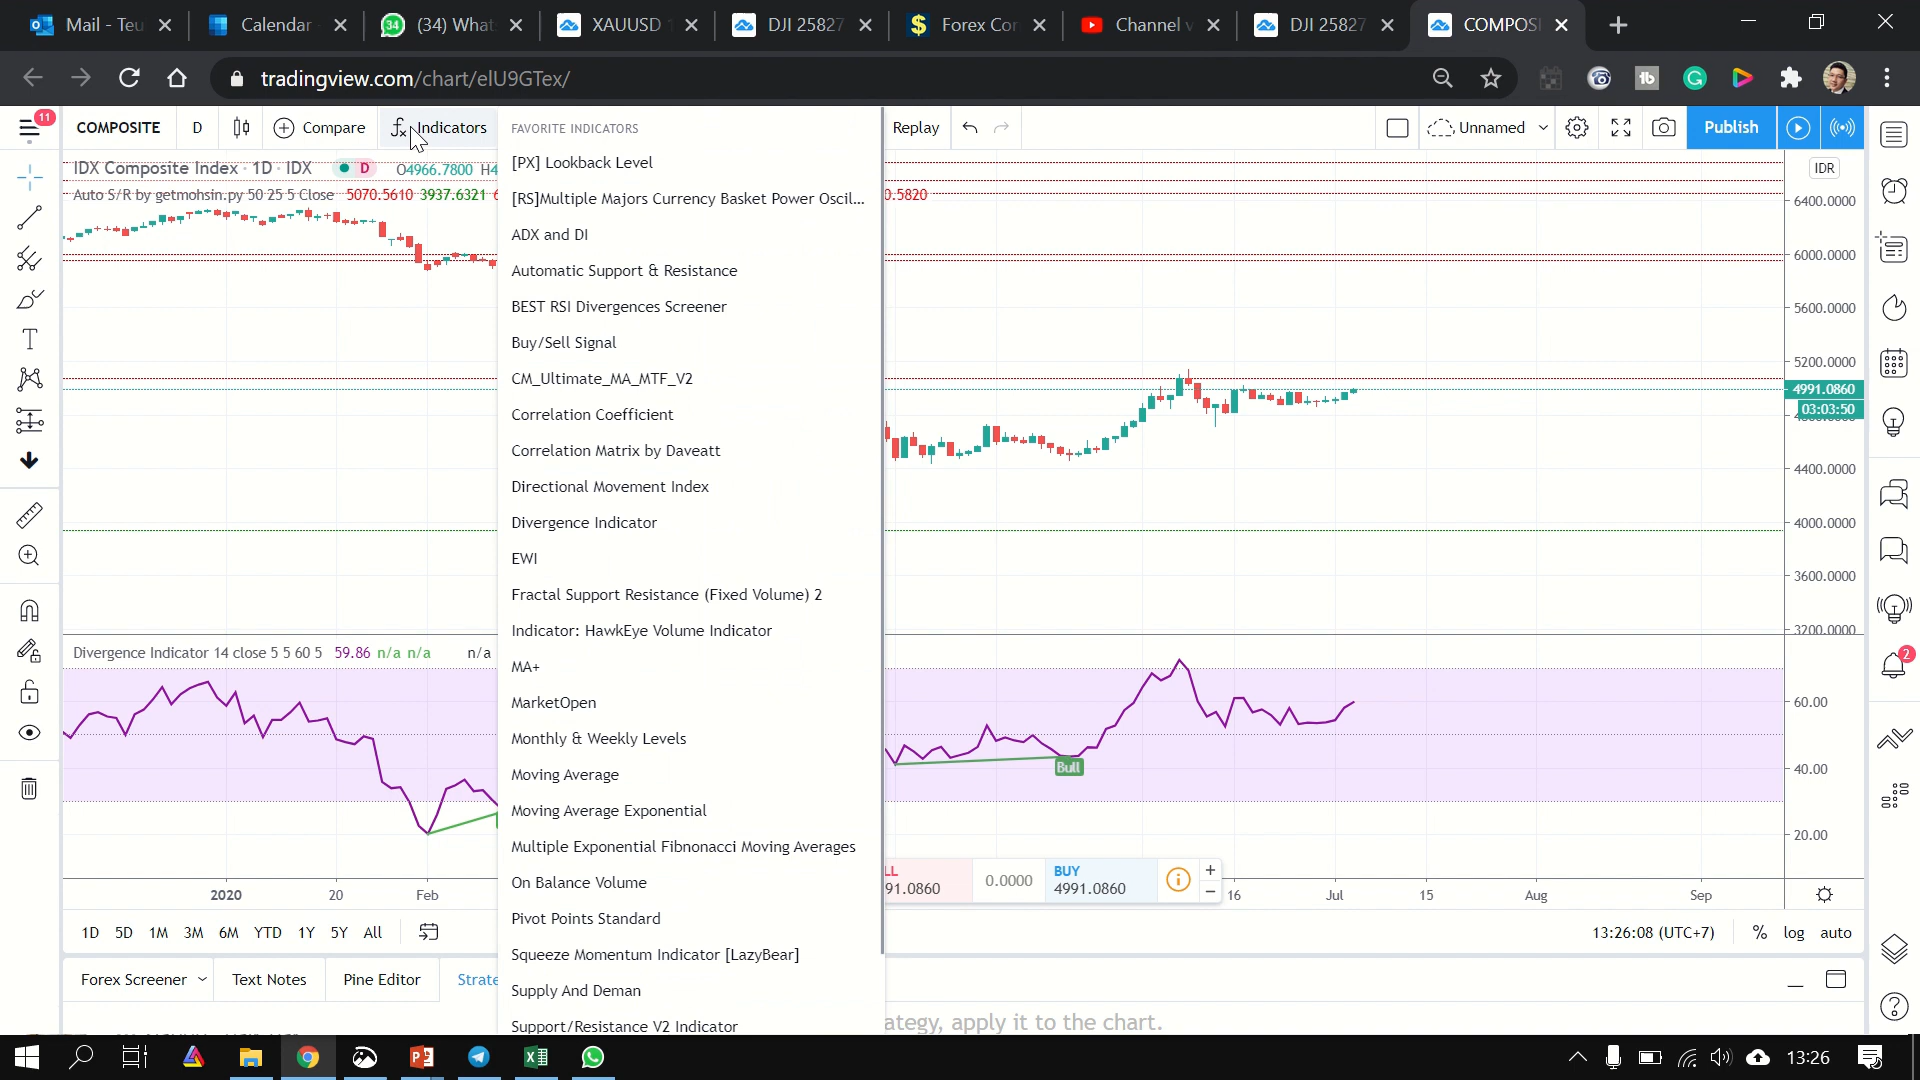 Mail - Teu
Calendar
(34) What
XAUUSD
DJI 25827
Forex Cor
Channel v
DJI 25827
COMPOS
34
tradingview.com/chart/elU9GTex/
11
COMPOSITE
D
Compare
Indicators
Replay
Unnamed
Publish
FAVORITE INDICATORS
[PX] Lookback Level
[RS]Multiple Majors Currency Basket Power Oscil...
ADX and DI
Automatic Support & Resistance
BEST RSI Divergences Screener
Buy/Sell Signal
CM_Ultimate_MA_MTF_V2
Correlation Coefficient
Correlation Matrix by Daveatt
Directional Movement Index
Divergence Indicator
EWI
Fractal Support Resistance (Fixed Volume) 2
Indicator: HawkEye Volume Indicator
MA+
MarketOpen
Monthly & Weekly Levels
Moving Average
Moving Average Exponential
Multiple Exponential Fibnonacci Moving Averages
On Balance Volume
Pivot Points Standard
Squeeze Momentum Indicator [LazyBear]
Supply And Deman
Support/Resistance V2 Indicator
IDX Composite Index · 1D · IDX
D
O4966.7800 H4
Auto S/R by getmohsin.py 50 25 5 Close 5070.5610 3937.6321
0.5820
IDR
6400.0000
6000.0000
5600.0000
5200.0000
4991.0860
03:03:50
4400.0000
4000.0000
3600.0000
3200.0000
Divergence Indicator 14 close 5 5 60 5 59.86 n/a n/a n/a
Bull
60.00
40.00
20.00
LL
91.0860
0.0000
BUY
4991.0860
2020
20
Feb
16
Jul
15
Aug
Sep
1D 5D 1M 3M 6M YTD 1Y 5Y All
13:26:08 (UTC+7)
%
log
auto
2
Forex Screener
Text Notes
Pine Editor
Strate
ategy, apply it to the chart.
13:26